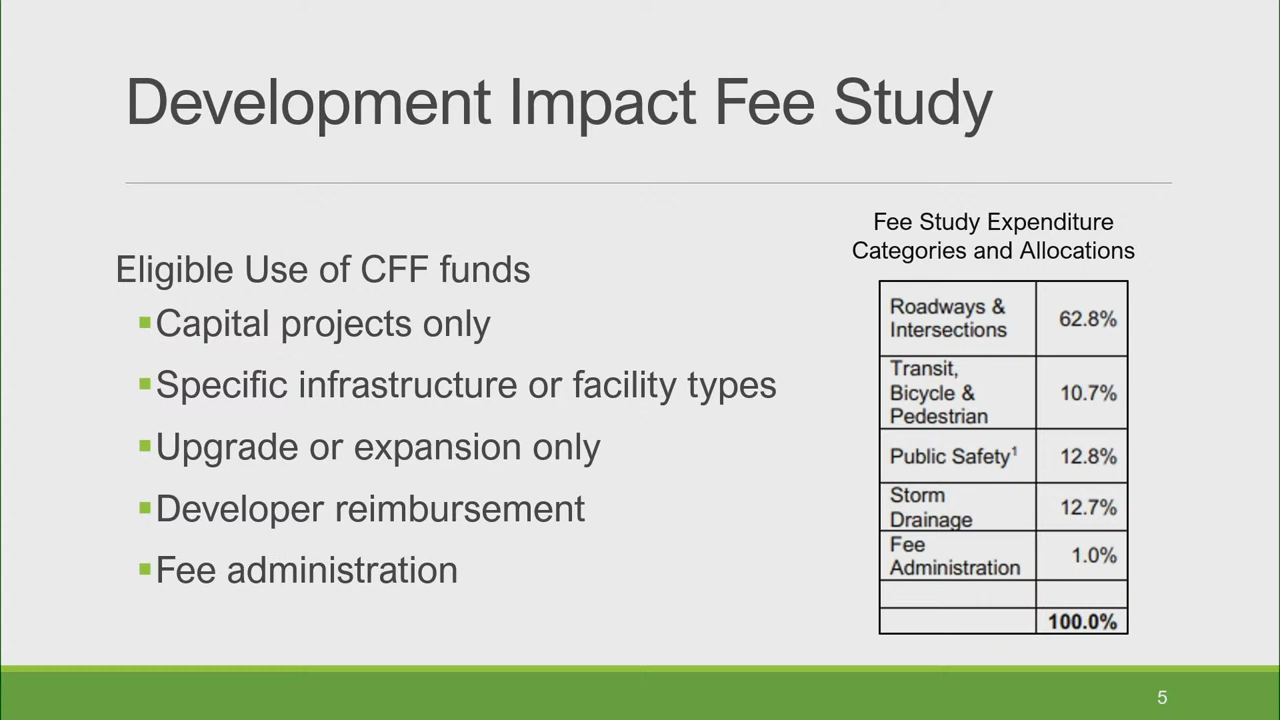 Development Impact Fee Study
Eligible Use of CFF funds
▪Capital projects only
▪Specific infrastructure or facility types
▪Upgrade or expansion only
▪Developer reimbursement
▪Fee administration
Fee Study Expenditure
Categories and Allocations
Roadways &
Intersections
62.8%
Transit,
Bicycle &
Pedestrian
10.7%
Public Safety¹
12.8%
Storm
Drainage
12.7%
Fee
Administration
1.0%
100.0%
5